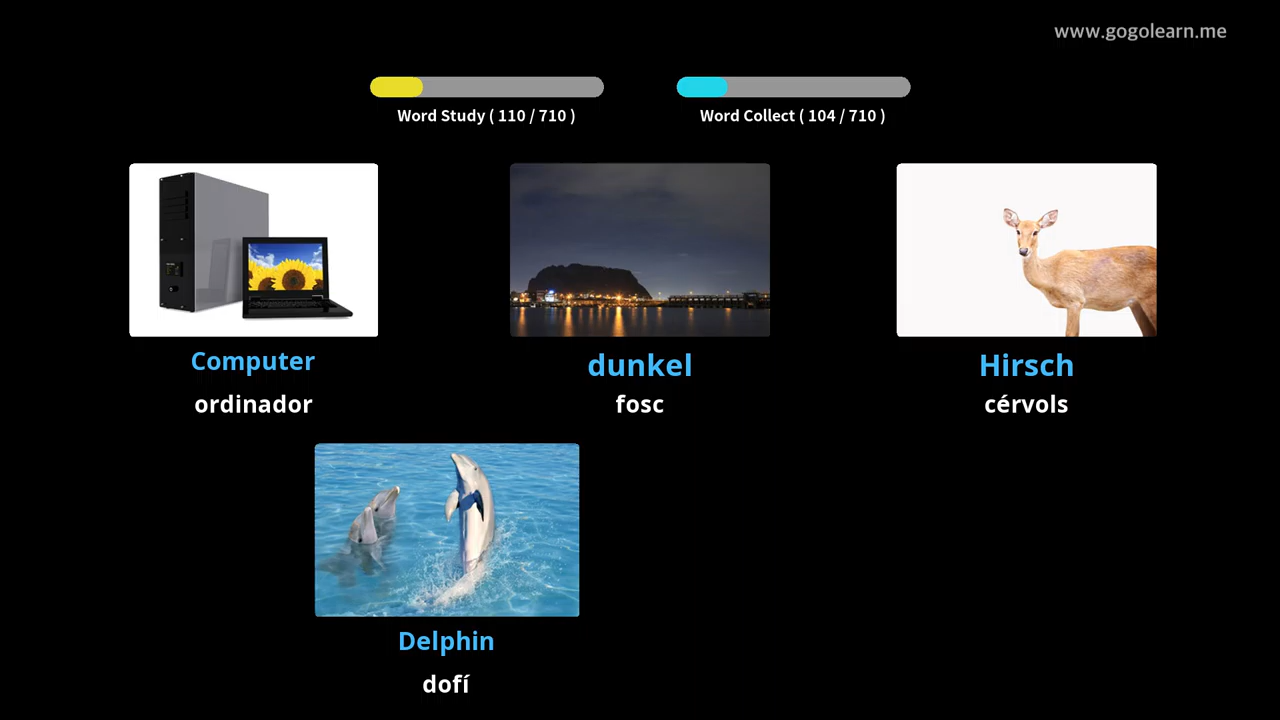 www.gogolearn.me
Word Study ( 110 / 710 )
Word Collect ( 104 / 710 )
Computer
ordinador
dunkel
fosc
Hirsch
cérvols
Delphin
dofí